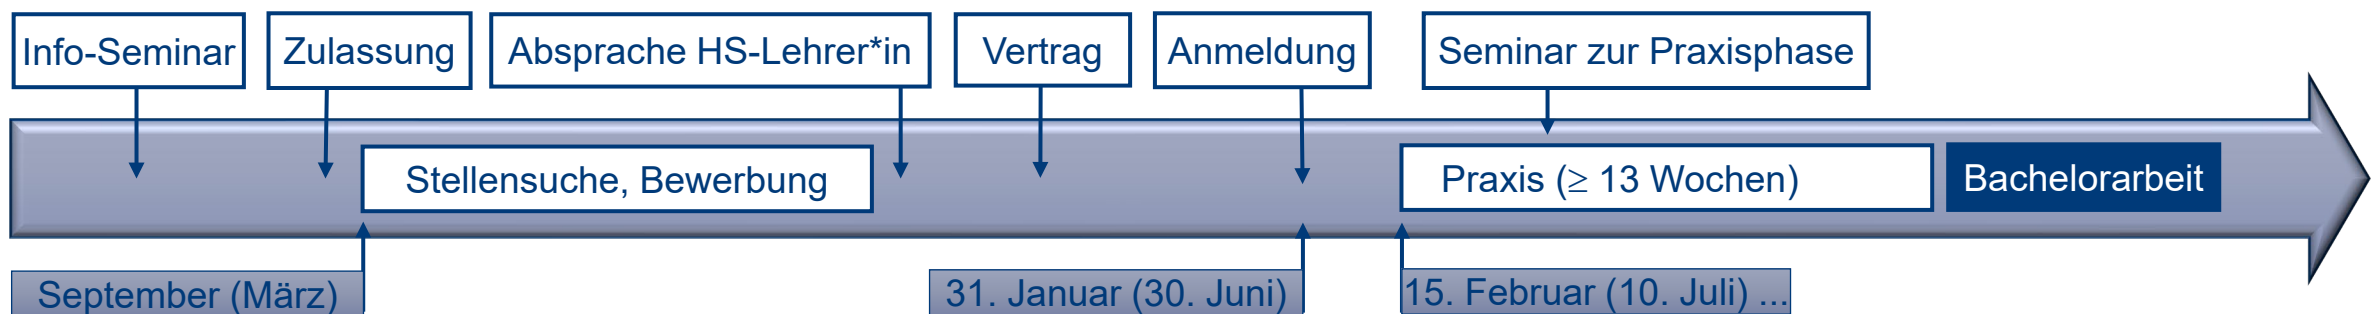 Info-Seminar
Zulassung
Absprache HS-Lehrer*in
Vertrag
Anmeldung
Seminar zur Praxisphase
Stellensuche, Bewerbung
Praxis (≥ 13 Wochen)
Bachelorarbeit
September (März)
31. Januar (30. Juni)
15. Februar (10. Juli) ...